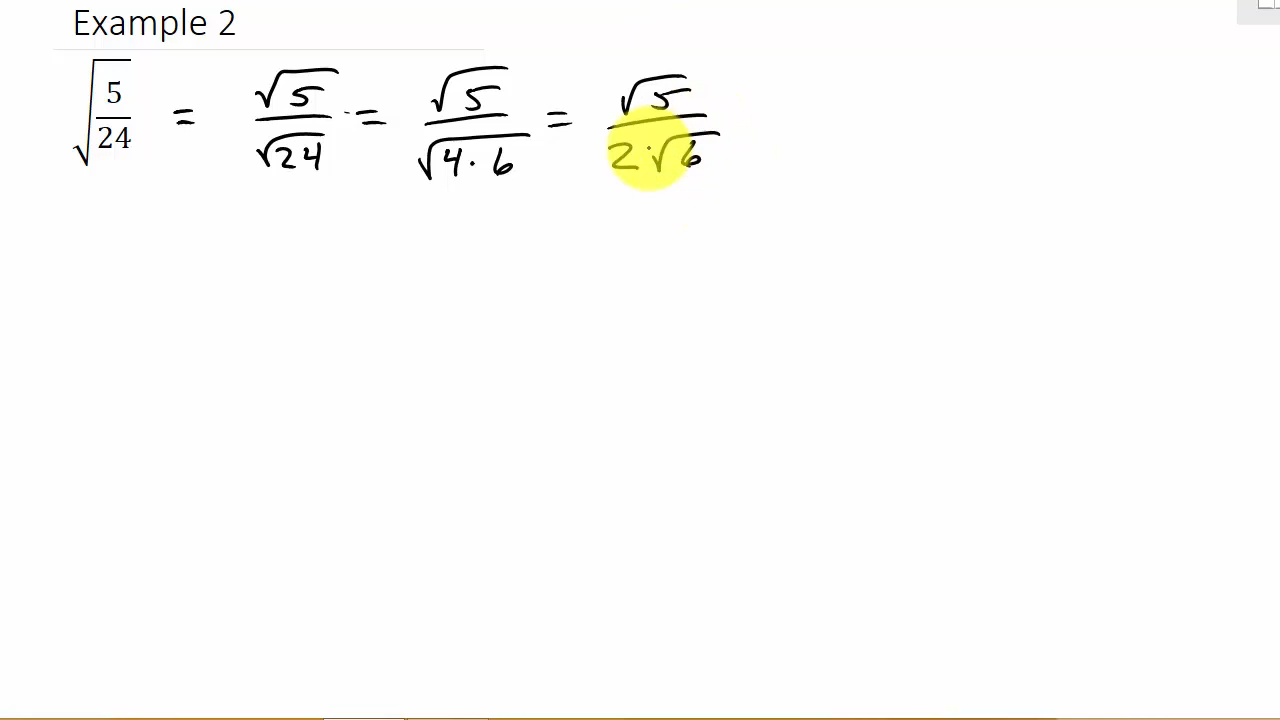 Example 2
√(5/24) = √5/√24 = √5/√(4·6) = √5/(2·√6)